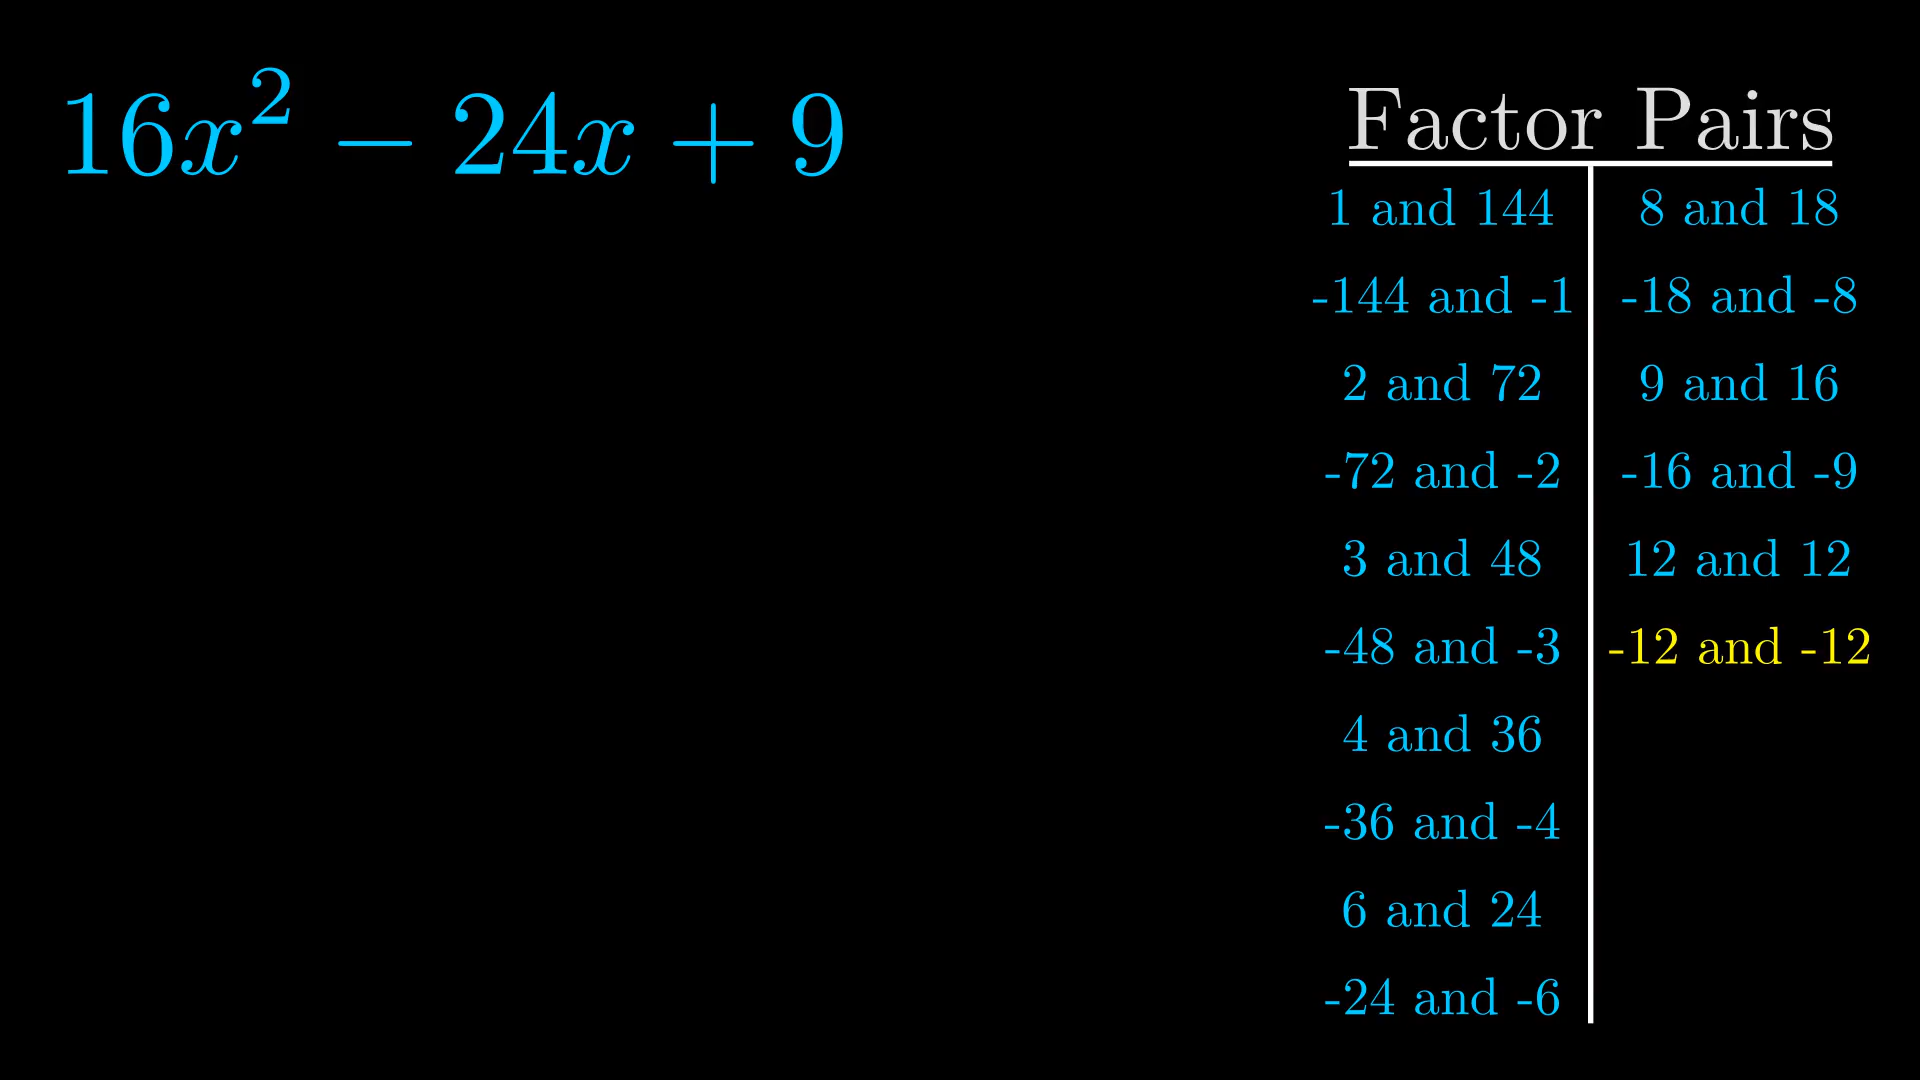 16x² − 24x + 9
Factor Pairs
1 and 144
-144 and -1
2 and 72
-72 and -2
3 and 48
-48 and -3
4 and 36
-36 and -4
6 and 24
-24 and -6
8 and 18
-18 and -8
9 and 16
-16 and -9
12 and 12
-12 and -12